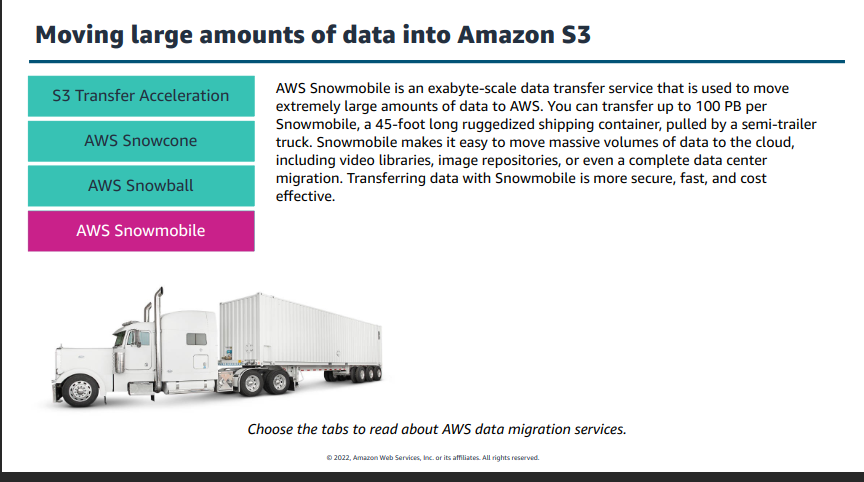 Moving large amounts of data into Amazon S3
S3 Transfer Acceleration
AWS Snowcone
AWS Snowball
AWS Snowmobile
AWS Snowmobile is an exabyte-scale data transfer service that is used to move
extremely large amounts of data to AWS. You can transfer up to 100 PB per
Snowmobile, a 45-foot long ruggedized shipping container, pulled by a semi-trailer
truck. Snowmobile makes it easy to move massive volumes of data to the cloud,
including video libraries, image repositories, or even a complete data center
migration. Transferring data with Snowmobile is more secure, fast, and cost
effective.
Choose the tabs to read about AWS data migration services.
© 2022, Amazon Web Services, Inc. or its affiliates. All rights reserved.